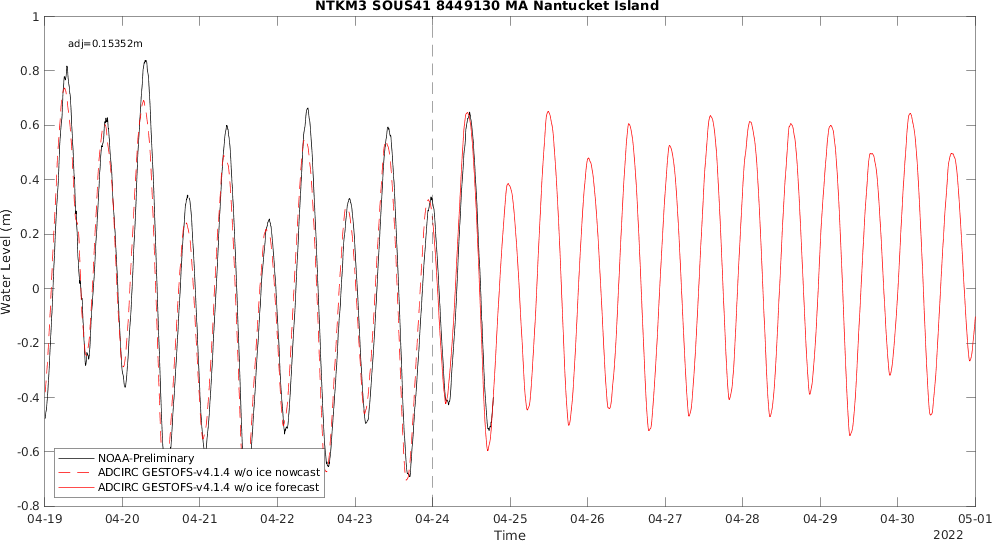 NTKM3 SOUS41 8449130 MA Nantucket Island
adj=0.15352m
1
0.8
0.6
0.4
0.2
0
-0.2
-0.4
-0.6
-0.8
Water Level (m)
NOAA-Preliminary
ADCIRC GESTOFS-v4.1.4 w/o ice nowcast
ADCIRC GESTOFS-v4.1.4 w/o ice forecast
04-19 04-20 04-21 04-22 04-23 04-24 04-25 04-26 04-27 04-28 04-29 04-30 05-01
Time
2022